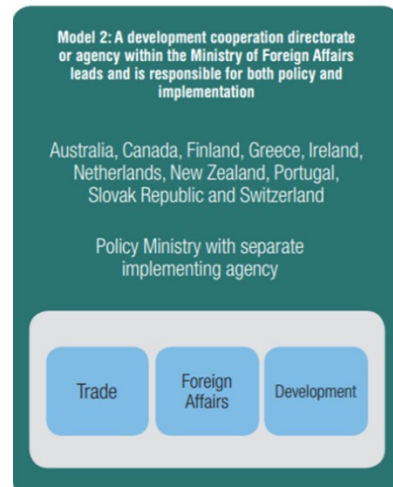 Model 2: A development cooperation directorate
or agency within the Ministry of Foreign Affairs
leads and is responsible for both policy and
implementation
Australia, Canada, Finland, Greece, Ireland,
Netherlands, New Zealand, Portugal,
Slovak Republic and Switzerland
Policy Ministry with separate
implementing agency
Trade
Foreign
Affairs
Development